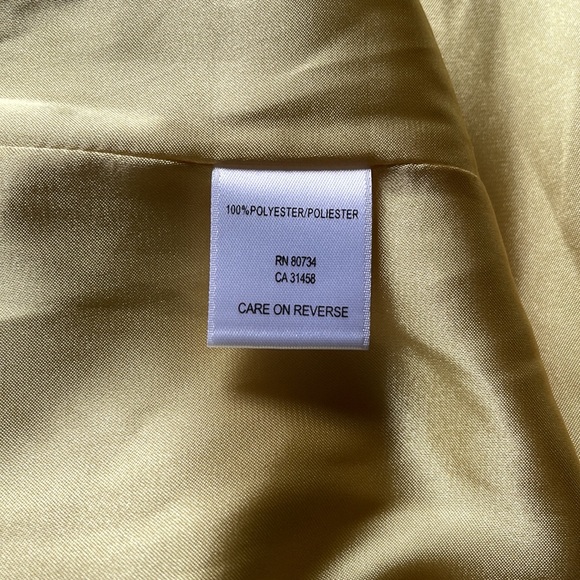 100%POLYESTER/POLIESTER
RN 80734
CA 31458
CARE ON REVERSE